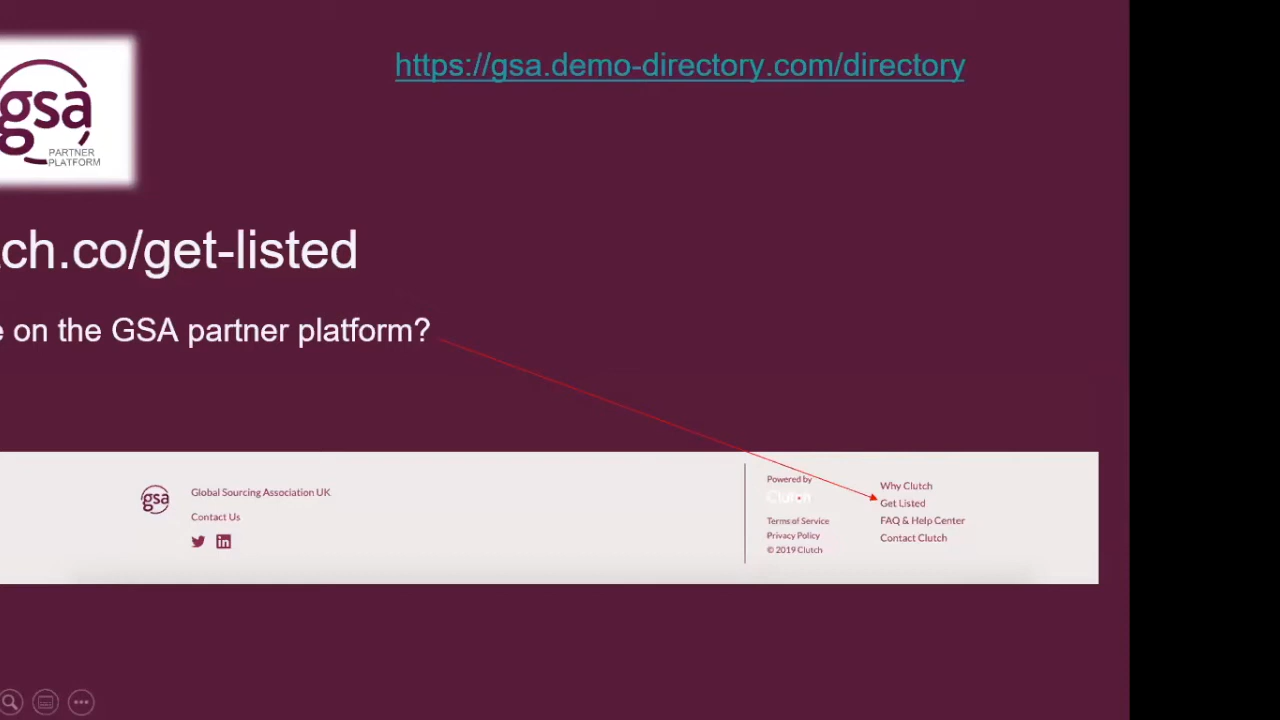 https://gsa.demo-directory.com/directory
gsa
PARTNER
PLATFORM
ch.co/get-listed
e on the GSA partner platform?
gsa
Global Sourcing Association UK
Contact Us
Powered by
Clutch
Terms of Service
Privacy Policy
© 2019 Clutch
Why Clutch
Get Listed
FAQ & Help Center
Contact Clutch